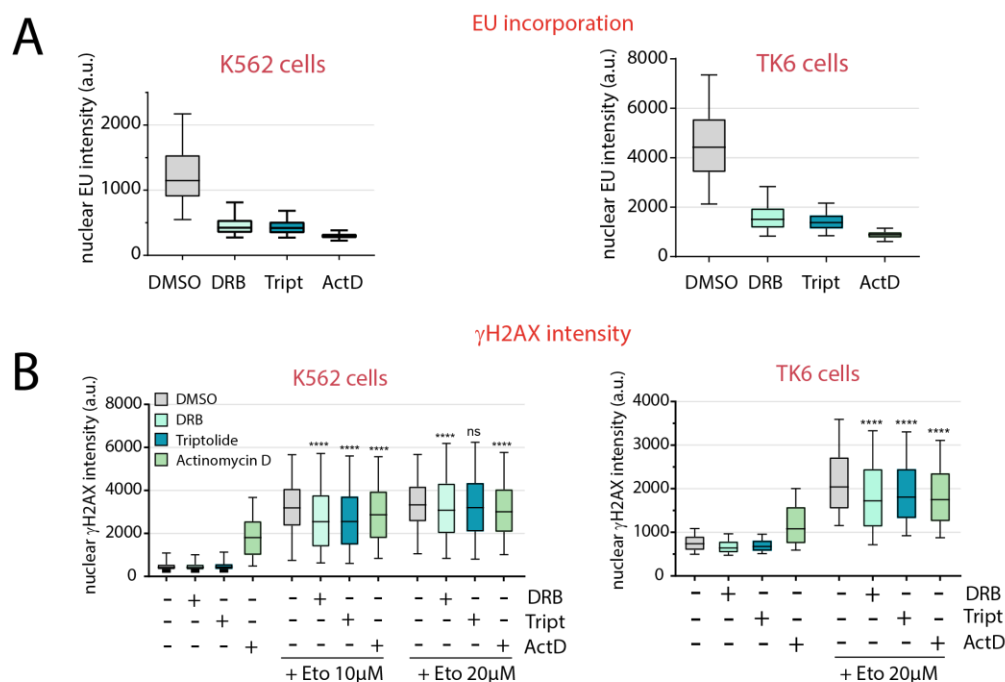 A
EU incorporation
K562 cells
nuclear EU intensity (a.u.)
2000
1000
0
DMSO DRB Tript ActD
TK6 cells
nuclear EU intensity (a.u.)
8000
6000
4000
2000
0
DMSO DRB Tript ActD
γH2AX intensity
B
K562 cells
nuclear γH2AX intensity (a.u.)
8000
6000
4000
2000
0
DMSO
DRB
Triptolide
Actinomycin D
**** **** **** **** ns ****
- + - - - + - - - + - - DRB
- - + - - - + - - - + - Tript
- - - + - - - + - - - + ActD
+ Eto 10µM + Eto 20µM
TK6 cells
nuclear γH2AX intensity (a.u.)
4000
3000
2000
1000
0
**** **** ****
- + - - - + - - DRB
- - + - - - + - Tript
- - - + - - - + ActD
+ Eto 20µM